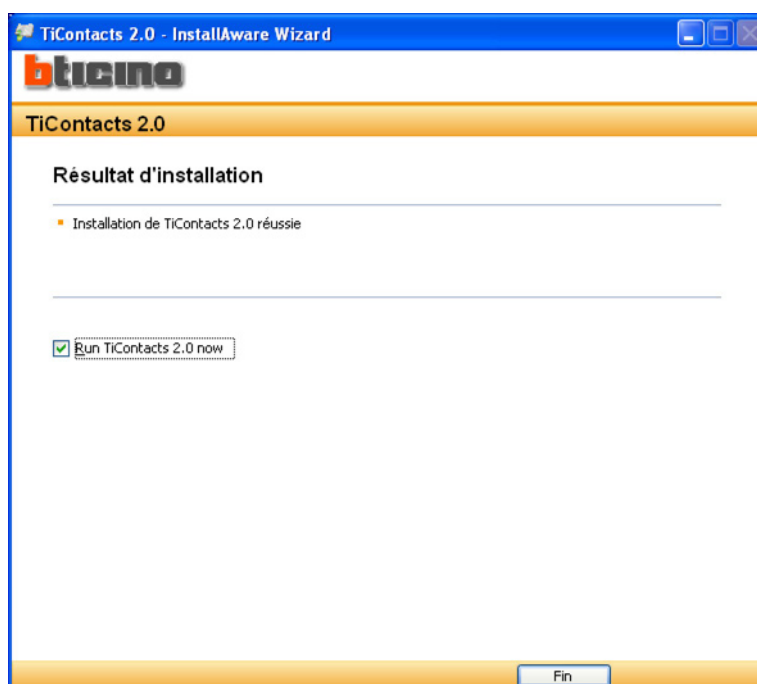 TiContacts 2.0 - InstallAware Wizard
bticino
TiContacts 2.0
Résultat d'installation
Installation de TiContacts 2.0 réussie
Run TiContacts 2.0 now
Fin